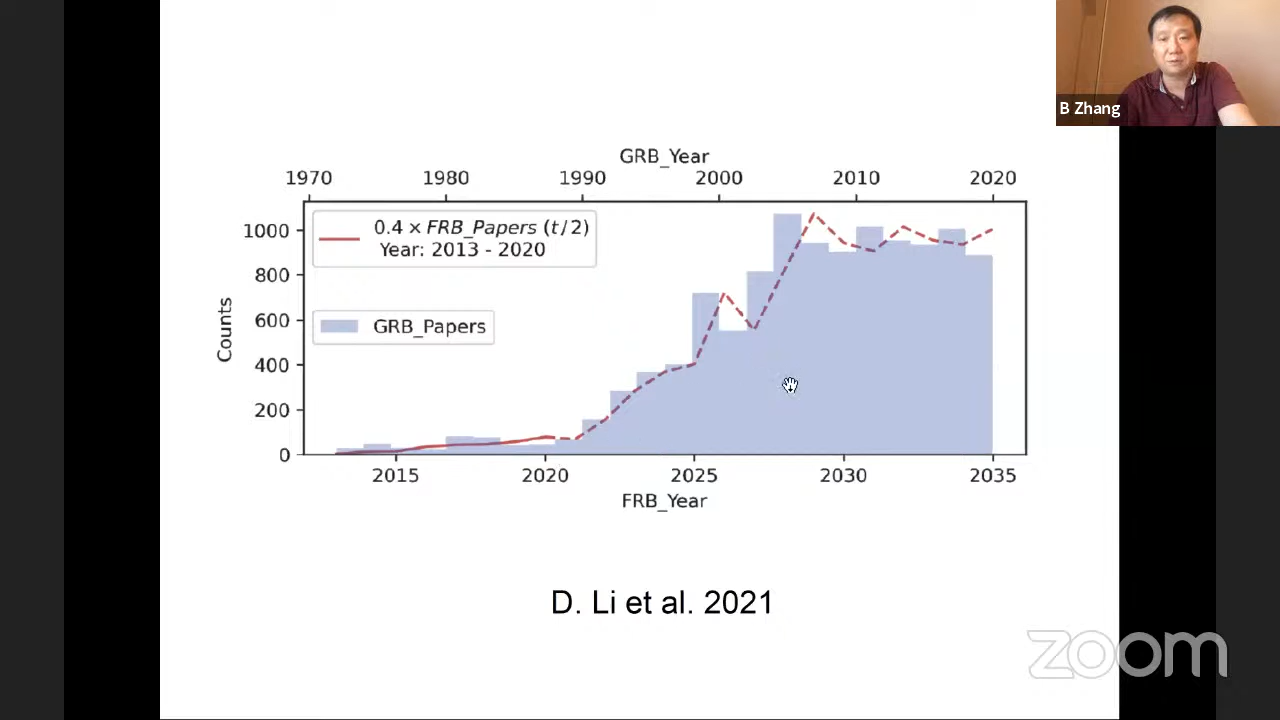 B Zhang
GRB_Year
1970 1980 1990 2000 2010 2020
0.4 × FRB_Papers (t/2)
Year: 2013 - 2020
GRB_Papers
Counts
1000
800
600
400
200
0
2015 2020 2025 2030 2035
FRB_Year
D. Li et al. 2021
zoom